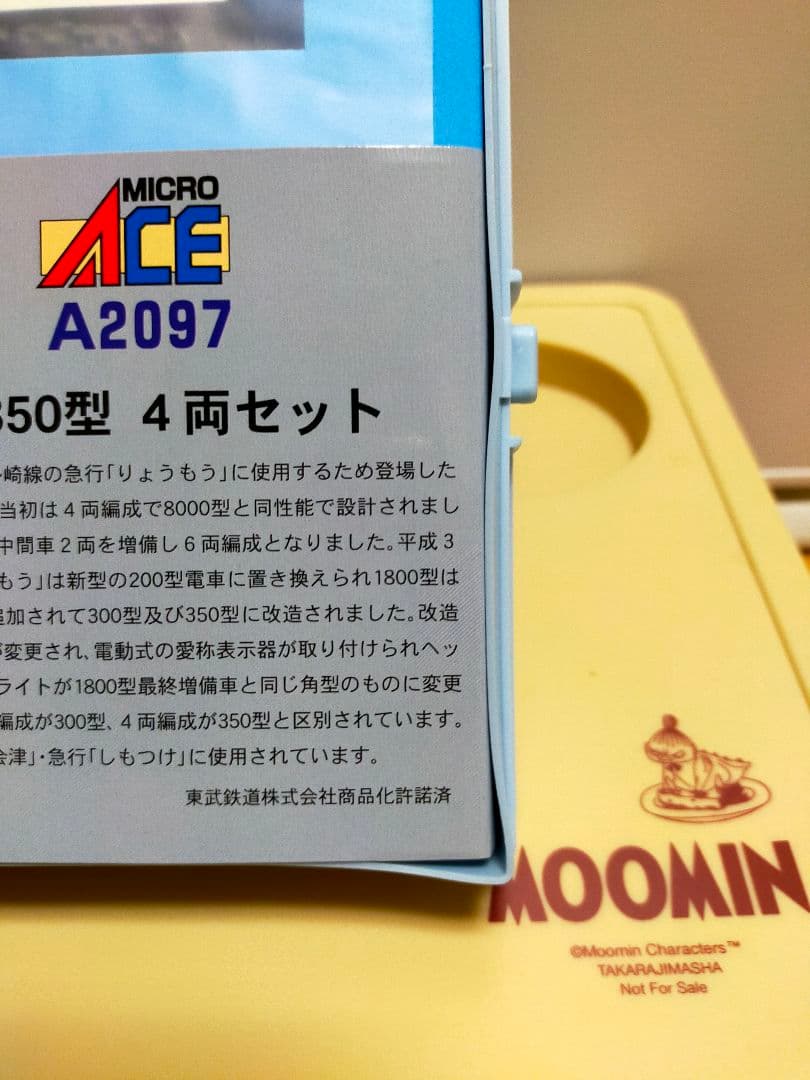 MICRO
ACE
A2097
350型 4両セット
崎線の急行「りょうもう」に使用するため登場した
当初は4両編成で8000型と同性能で設計されまし
中間車2両を増備し6両編成となりました。平成3
もう」は新型の200型電車に置き換えられ1800型は
追加されて300型及び350型に改造されました。改造
が変更され、電動式の愛称表示器が取り付けられヘッ
ライトが1800型最終増備車と同じ角型のものに変更
編成が300型、4両編成が350型と区別されています。
会津」・急行「しもつけ」に使用されています。
東武鉄道株式会社商品化許諾済
MOOMIN
©Moomin Characters™
TAKARAJIMASHA
Not For Sale